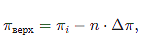 π_верх = π_i − n · Δπ,